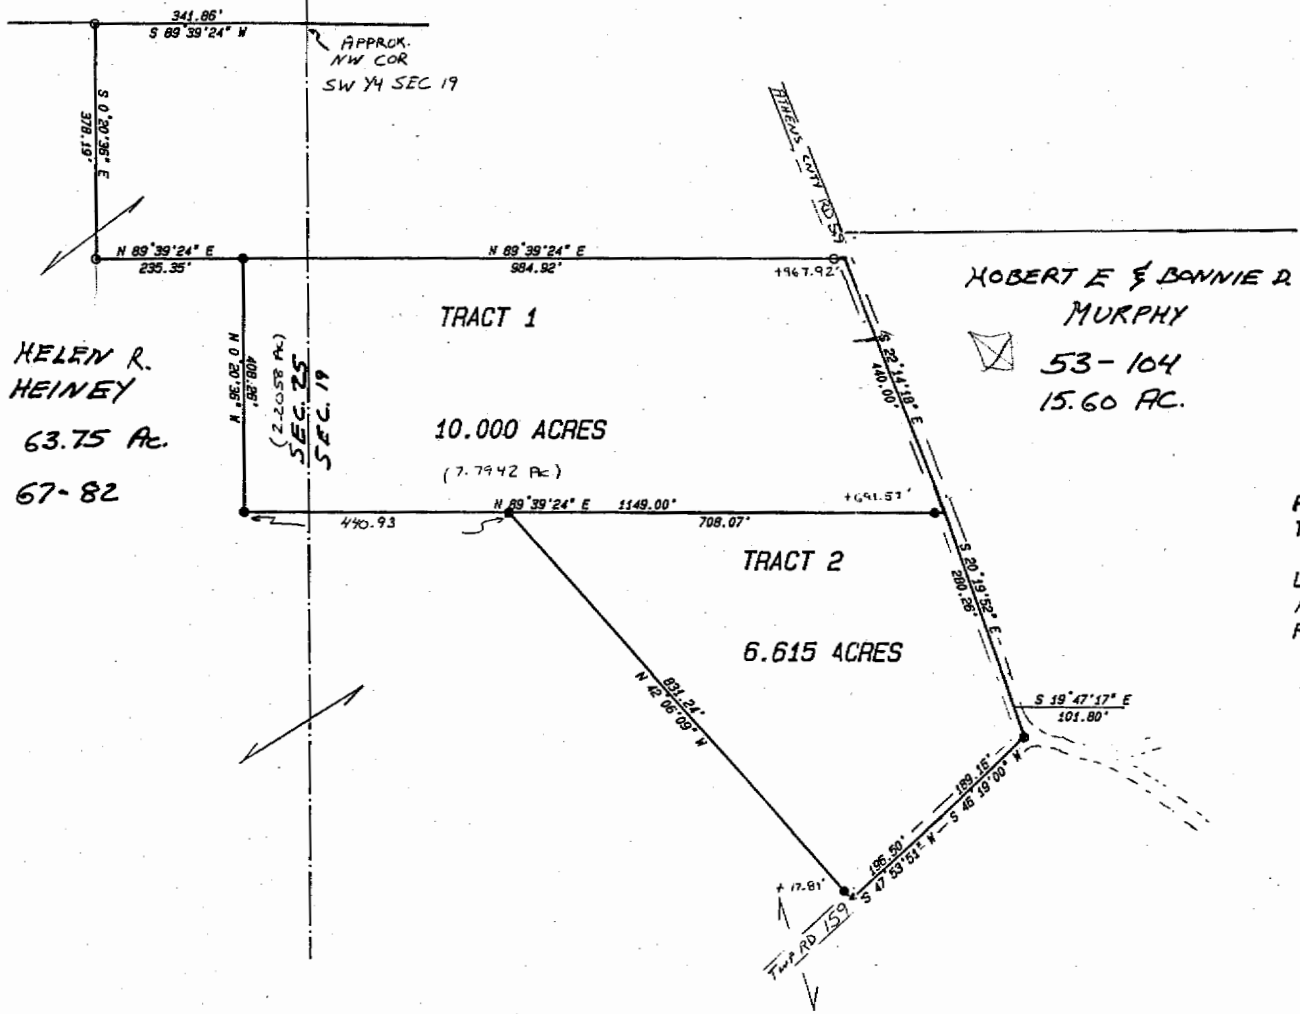 341.86'
S 89°39'24" W
APPROX.
NW COR
SW 1/4 SEC 19
S 0°20'36" E
378.19'
ATHENS CNTY RD 59
N 89°39'24" E
235.35'
N 89°39'24" E
984.92'
+967.92'
HOBERT E & BONNIE D.
MURPHY
53-104
15.60 AC.
TRACT 1
HELEN R.
HEINEY
63.75 Ac.
67-82
N 0°20'36" W
408.26'
(2.2058 Ac)
SEC. 25
SEC. 19
S 22°14'18" E
440.00'
10.000 ACRES
(7.7942 Ac)
N 89°39'24" E 1149.00'
+691.57'
440.93
708.07'
TRACT 2
S 20°19'52" E
280.26'
6.615 ACRES
831.24'
N 42°06'09" W
S 19°47'17" E
101.80'
189.16'
S 46°19'00" W
196.50'
S 47°53'51" W
+17.81'
TWP RD 159